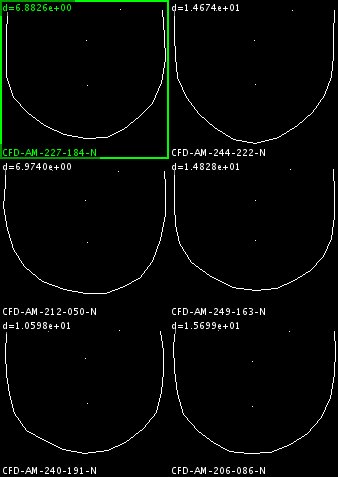 d=6.8826e+00
d=1.4674e+01
CFD-AM-227-184-N
CFD-AM-244-222-N
d=6.9740e+00
d=1.4828e+01
CFD-AM-212-050-N
CFD-AM-249-163-N
d=1.0598e+01
d=1.5699e+01
CFD-AM-240-191-N
CFD-AM-206-086-N